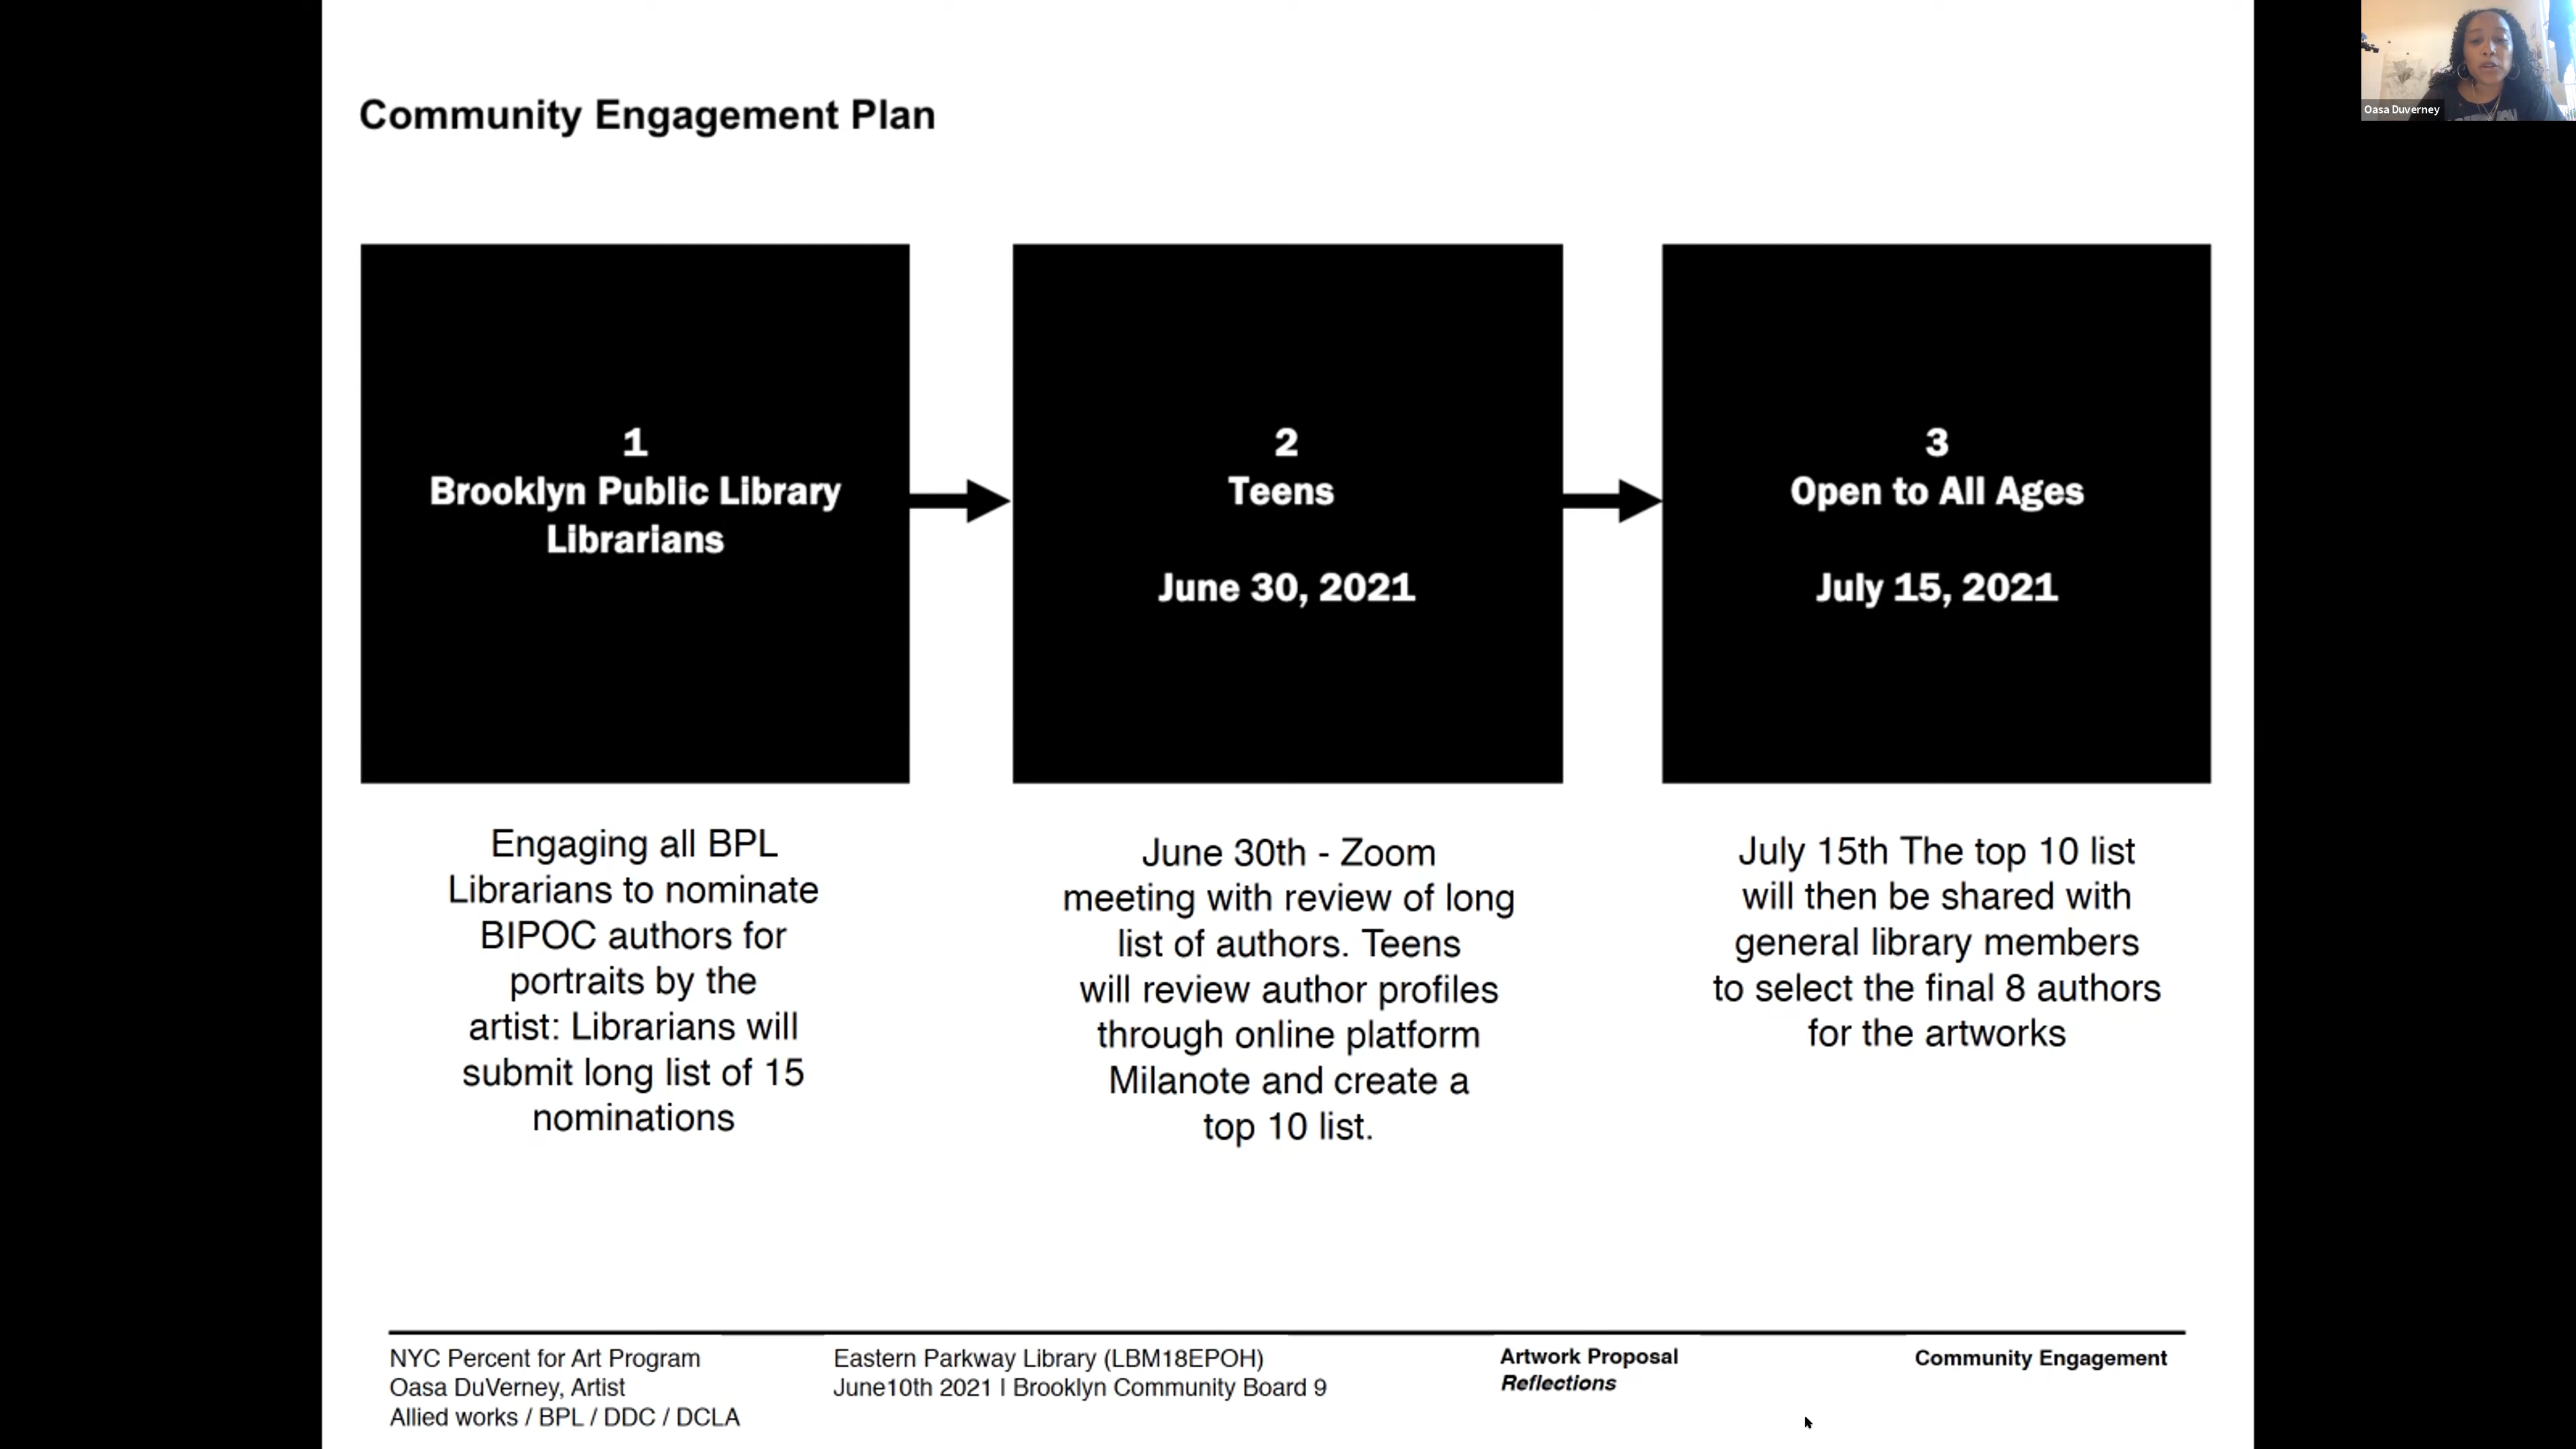 Community Engagement Plan
Oasa Duverney
1
Brooklyn Public Library
Librarians
2
Teens
June 30, 2021
3
Open to All Ages
July 15, 2021
Engaging all BPL
Librarians to nominate
BIPOC authors for
portraits by the
artist: Librarians will
submit long list of 15
nominations
June 30th - Zoom
meeting with review of long
list of authors. Teens
will review author profiles
through online platform
Milanote and create a
top 10 list.
July 15th The top 10 list
will then be shared with
general library members
to select the final 8 authors
for the artworks
NYC Percent for Art Program
Oasa DuVerney, Artist
Allied works / BPL / DDC / DCLA
Eastern Parkway Library (LBM18EPOH)
June10th 2021 I Brooklyn Community Board 9
Artwork Proposal
Reflections
Community Engagement